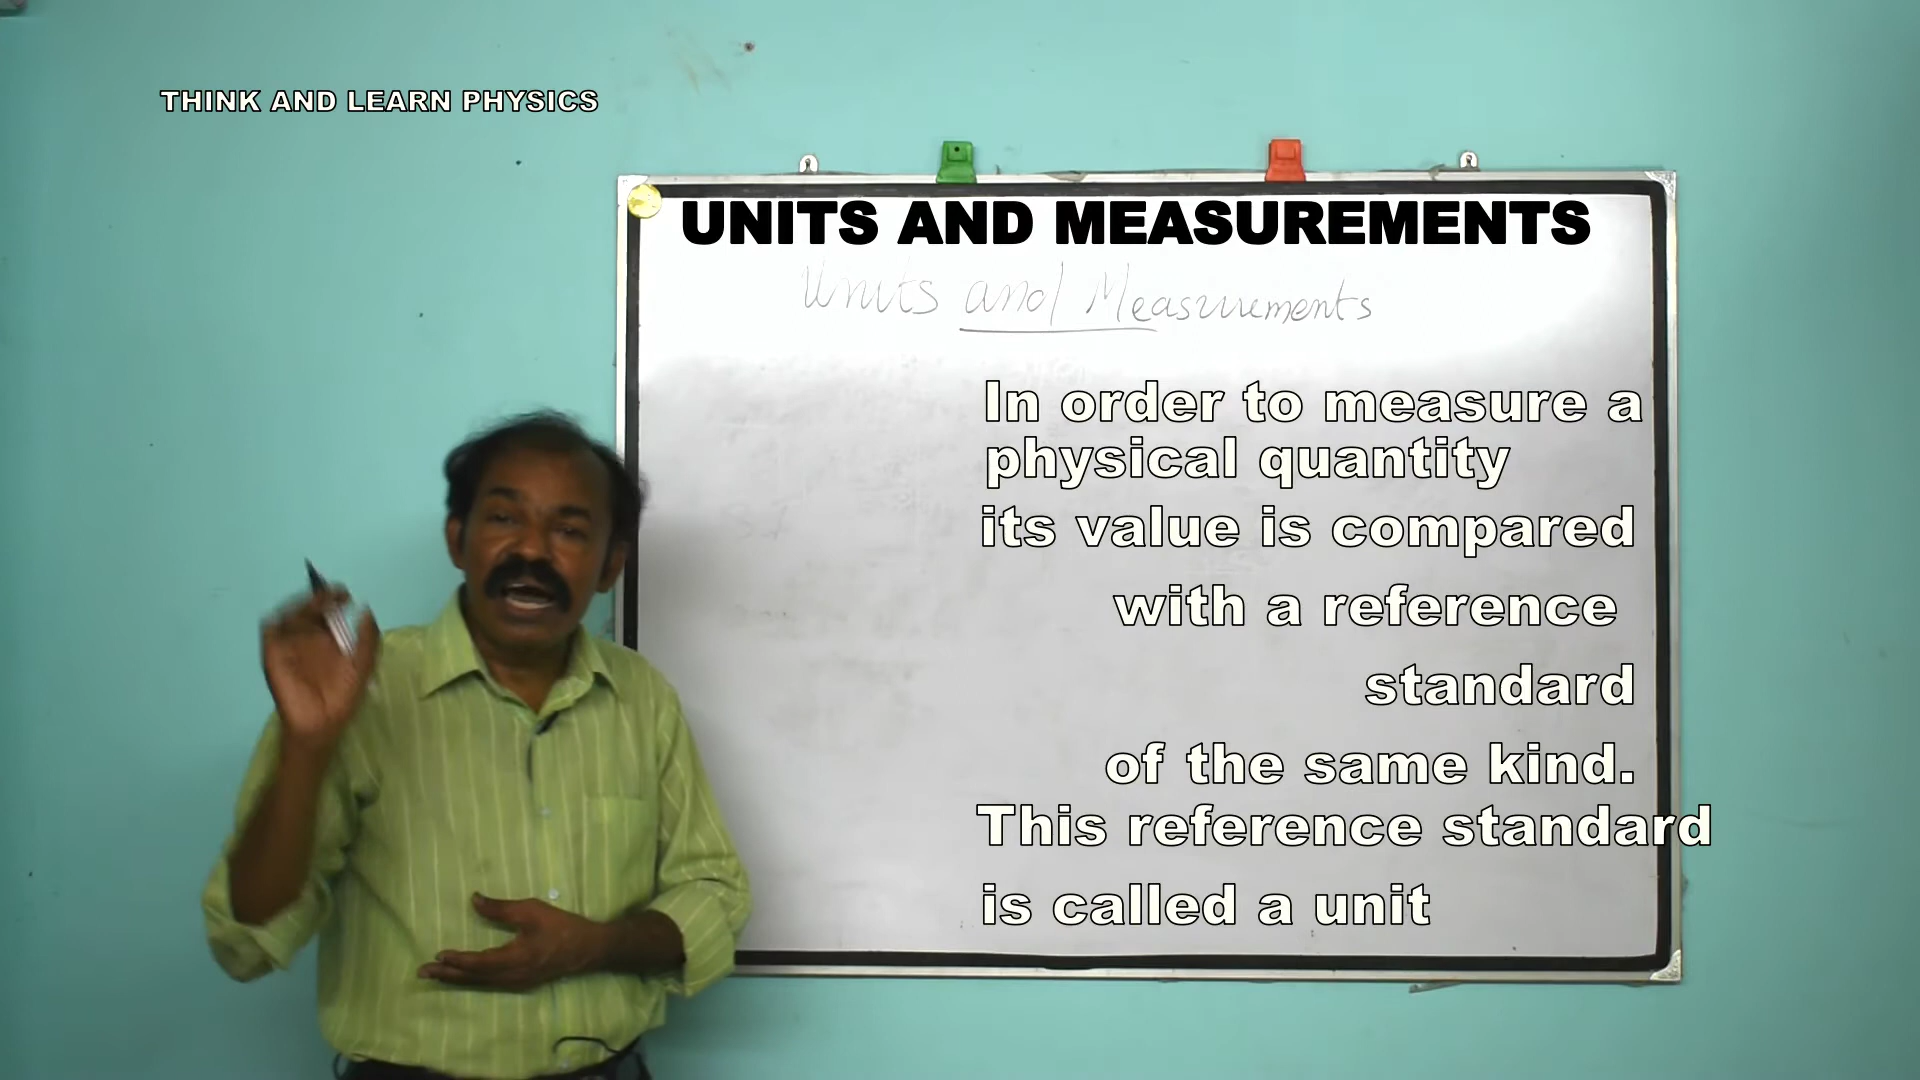 THINK AND LEARN PHYSICS
UNITS AND MEASUREMENTS
Units and Measurements
In order to measure a
physical quantity
its value is compared
with a reference
standard
of the same kind.
This reference standard
is called a unit